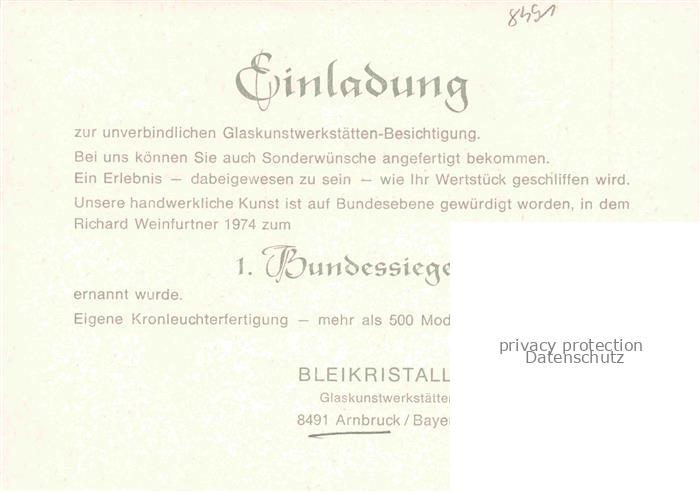 8491
Einladung
zur unverbindlichen Glaskunstwerkstätten-Besichtigung.
Bei uns können Sie auch Sonderwünsche angefertigt bekommen.
Ein Erlebnis — dabeigewesen zu sein — wie Ihr Wertstück geschliffen wird.
Unsere handwerkliche Kunst ist auf Bundesebene gewürdigt worden, in dem
Richard Weinfurtner 1974 zum
1. Bundessiege
ernannt wurde.
Eigene Kronleuchterfertigung — mehr als 500 Mod
privacy protection
Datenschutz
BLEIKRISTALL
Glaskunstwerkstätten
8491 Arnbruck / Baye